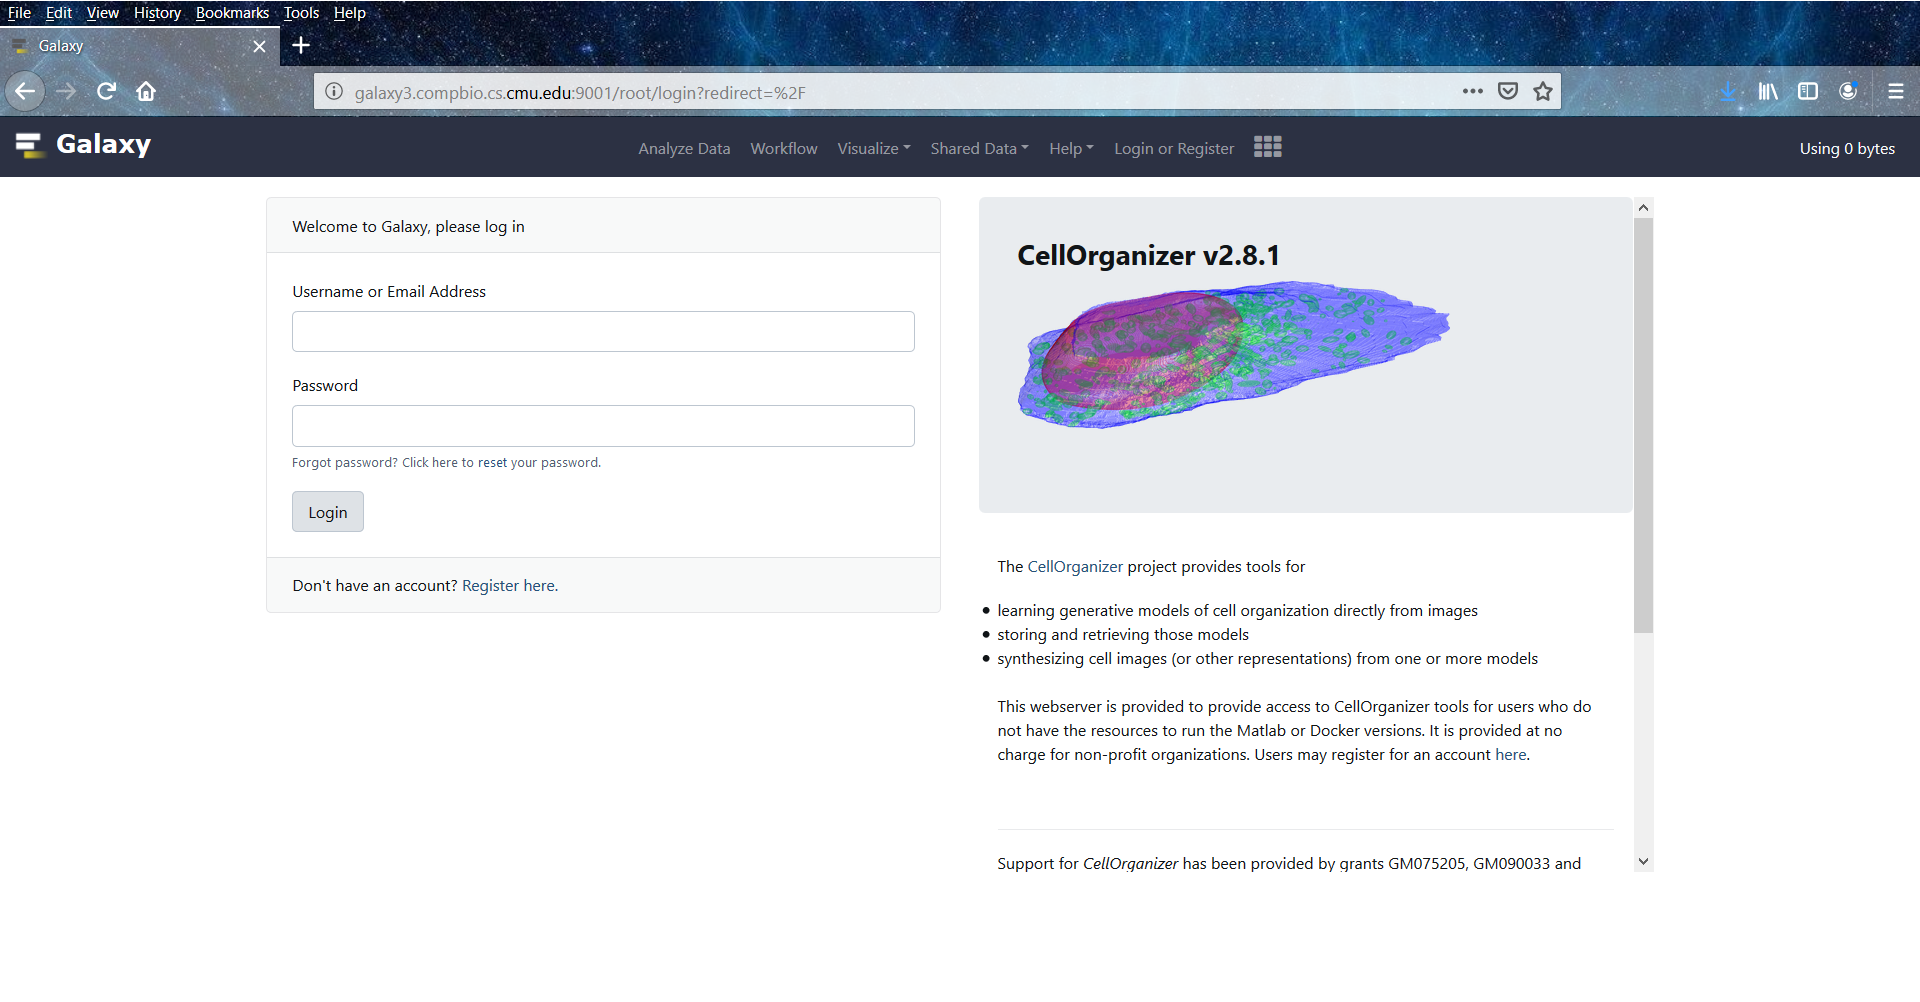 File Edit View History Bookmarks Tools Help
Galaxy
galaxy3.compbio.cs.cmu.edu:9001/root/login?redirect=%2F
Galaxy
Analyze Data Workflow Visualize Shared Data Help Login or Register
Using 0 bytes
Welcome to Galaxy, please log in
Username or Email Address
Password
Forgot password? Click here to reset your password.
Login
Don't have an account? Register here.
CellOrganizer v2.8.1
The CellOrganizer project provides tools for
• learning generative models of cell organization directly from images
• storing and retrieving those models
• synthesizing cell images (or other representations) from one or more models
This webserver is provided to provide access to CellOrganizer tools for users who do
not have the resources to run the Matlab or Docker versions. It is provided at no
charge for non-profit organizations. Users may register for an account here.
Support for CellOrganizer has been provided by grants GM075205, GM090033 and